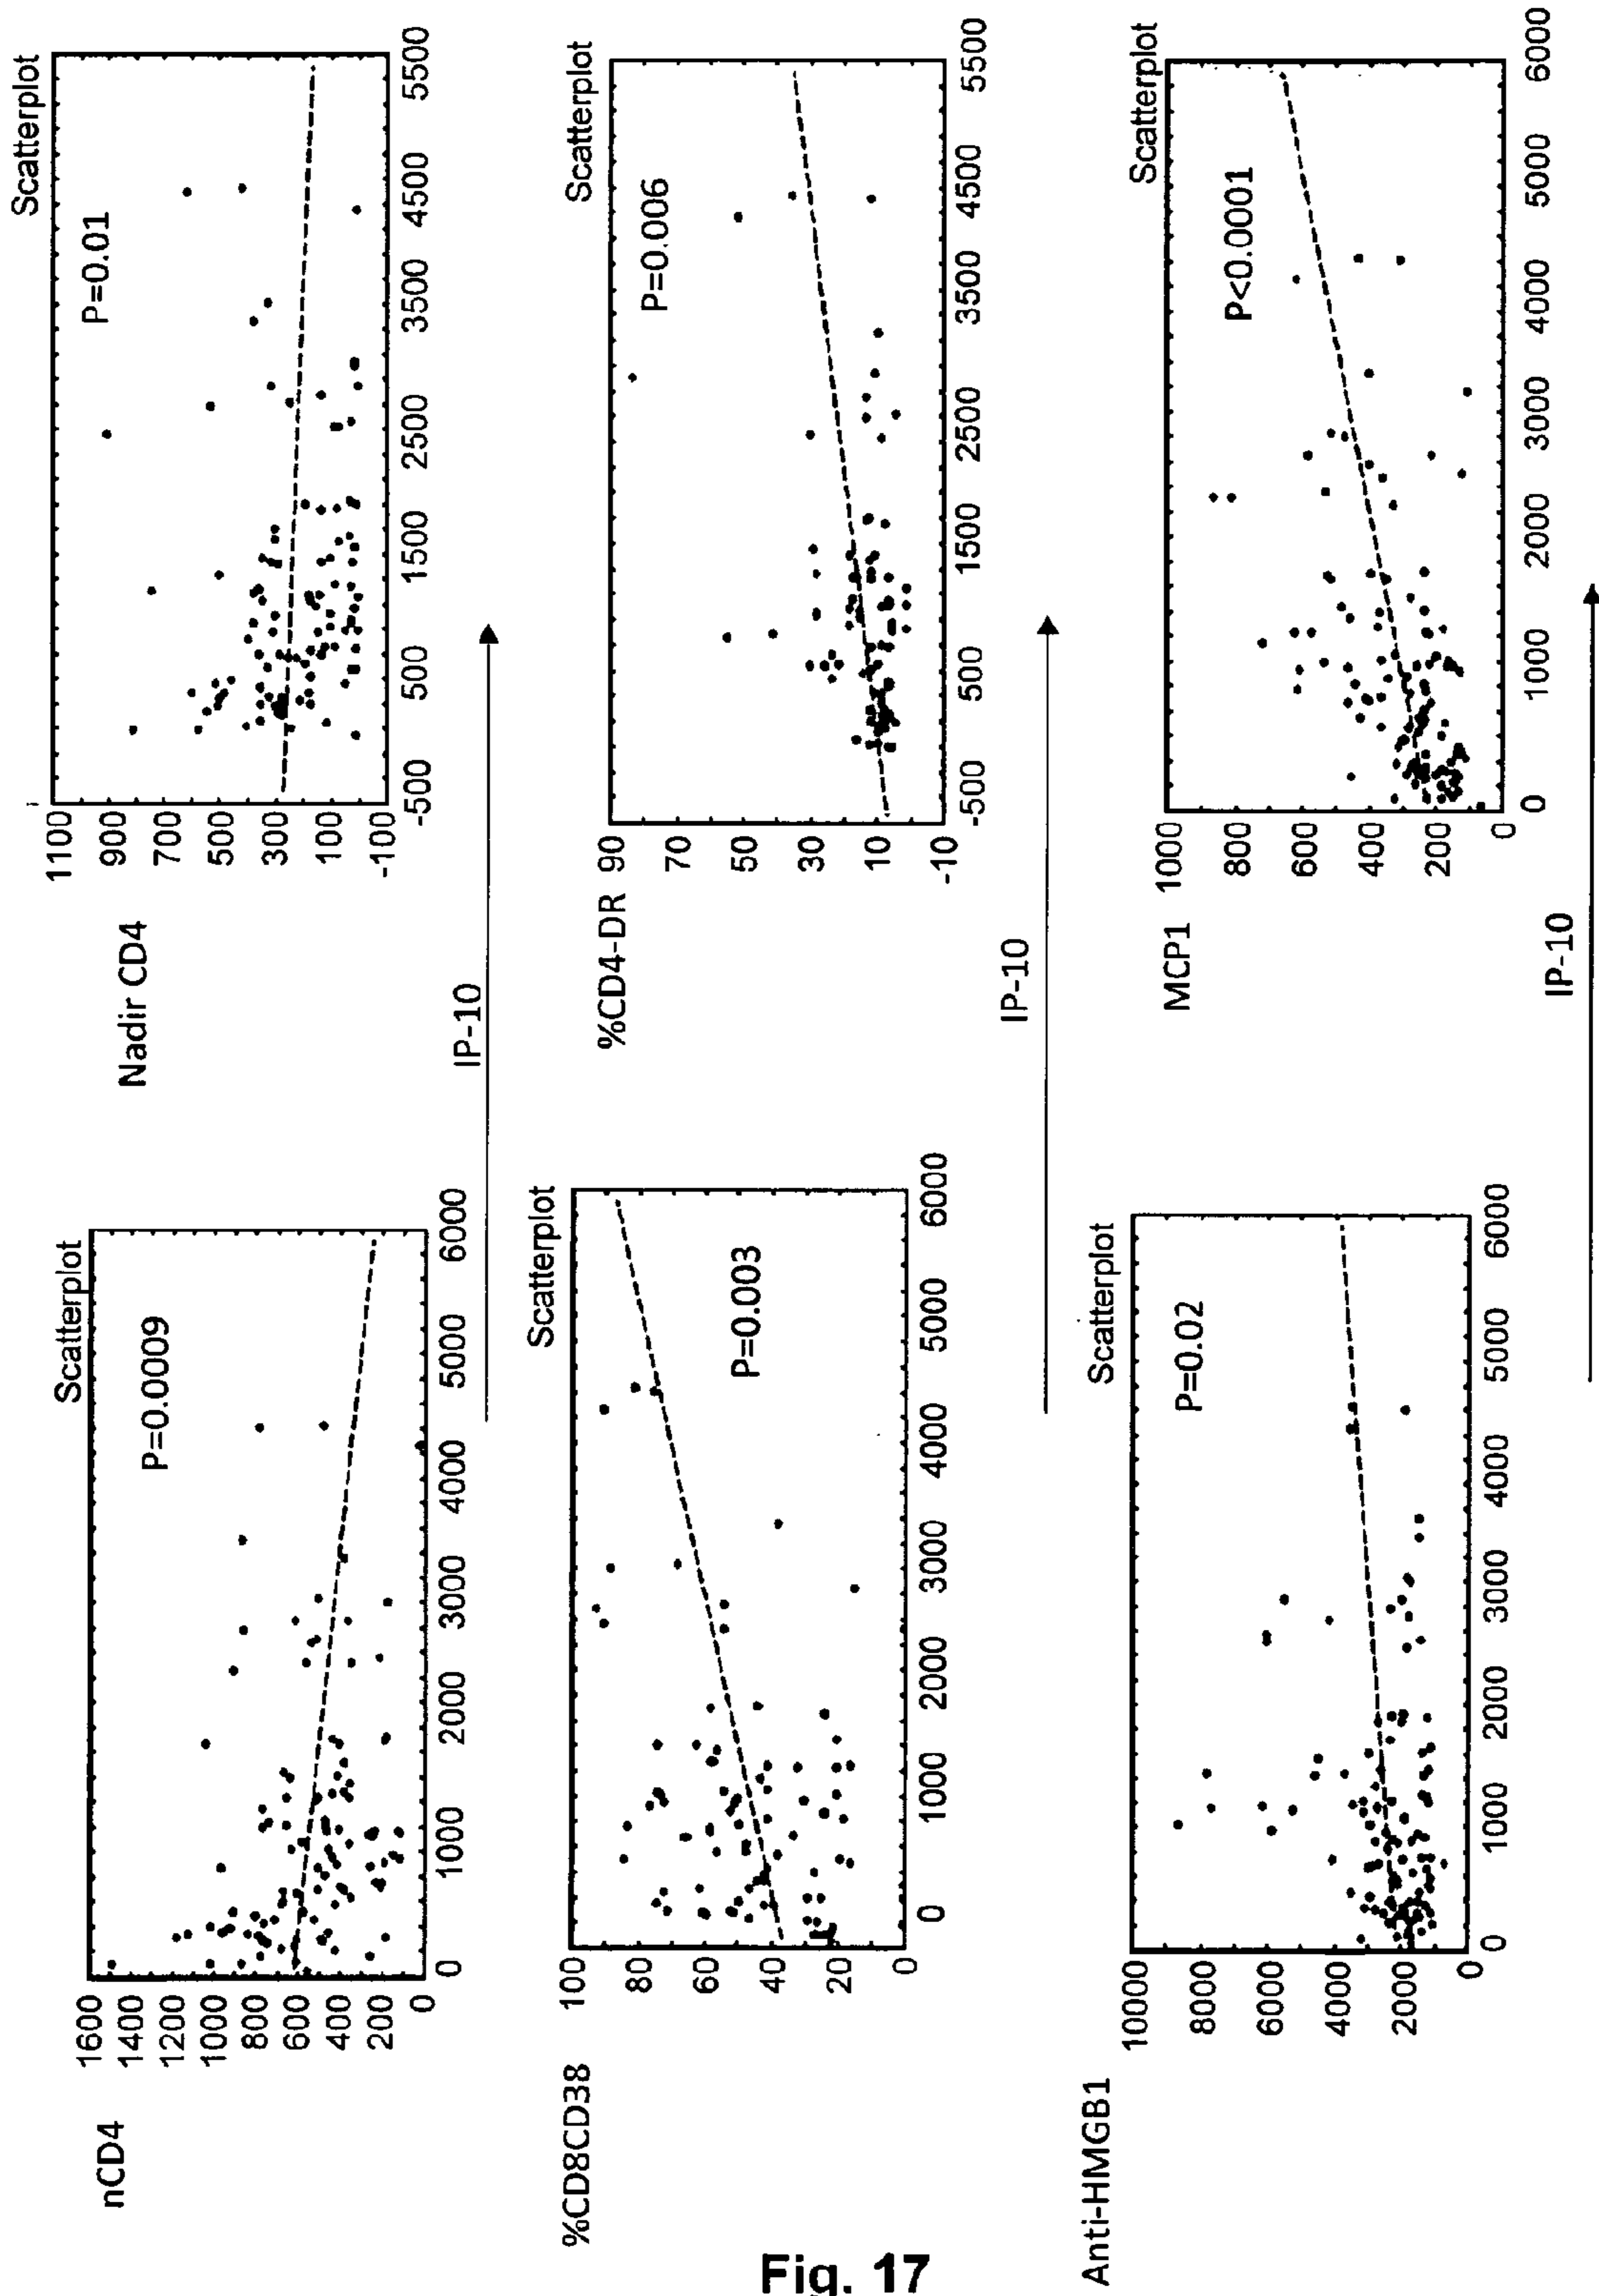 nCD4
Scatterplot
P=0.0009
1600
1400
1200
1000
800
600
400
200
0
0 1000 2000 3000 4000 5000 6000
Nadir CD4
Scatterplot
P=0.01
1100
900
700
500
300
100
-100
-500 500 1500 2500 3500 4500 5500
IP-10
%CD8CD38
Scatterplot
P=0.003
100
80
60
40
20
0
0 1000 2000 3000 4000 5000 6000
%CD4-DR
Scatterplot
P=0.006
90
70
50
30
10
-10
-500 500 1500 2500 3500 4500 5500
IP-10
Anti-HMGB1
Scatterplot
P=0.02
10000
8000
6000
4000
2000
0
0 1000 2000 3000 4000 5000 6000
MCP1
Scatterplot
P<0.0001
1000
800
600
400
200
0
0 1000 2000 3000 4000 5000 6000
IP-10
Fig. 17